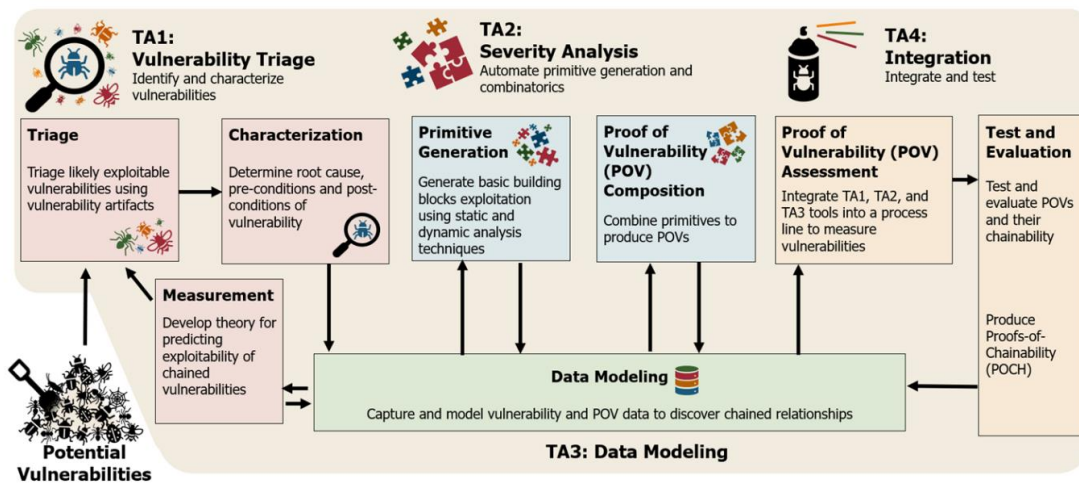 TA1:
Vulnerability Triage
Identify and characterize
vulnerabilities
TA2:
Severity Analysis
Automate primitive generation and
combinatorics
TA4:
Integration
Integrate and test
Triage
Triage likely exploitable
vulnerabilities using
vulnerability artifacts
Characterization
Determine root cause,
pre-conditions and post-
conditions of
vulnerability
Primitive
Generation
Generate basic building
blocks exploitation
using static and
dynamic analysis
techniques
Proof of
Vulnerability
(POV)
Composition
Combine primitives to
produce POVs
Proof of
Vulnerability (POV)
Assessment
Integrate TA1, TA2, and
TA3 tools into a process
line to measure
vulnerabilities
Test and
Evaluation
Test and
evaluate POVs
and their
chainability
Produce
Proofs-of-
Chainability
(POCH)
Measurement
Develop theory for
predicting
exploitability of
chained
vulnerabilities
Data Modeling
Capture and model vulnerability and POV data to discover chained relationships
TA3: Data Modeling
Potential
Vulnerabilities